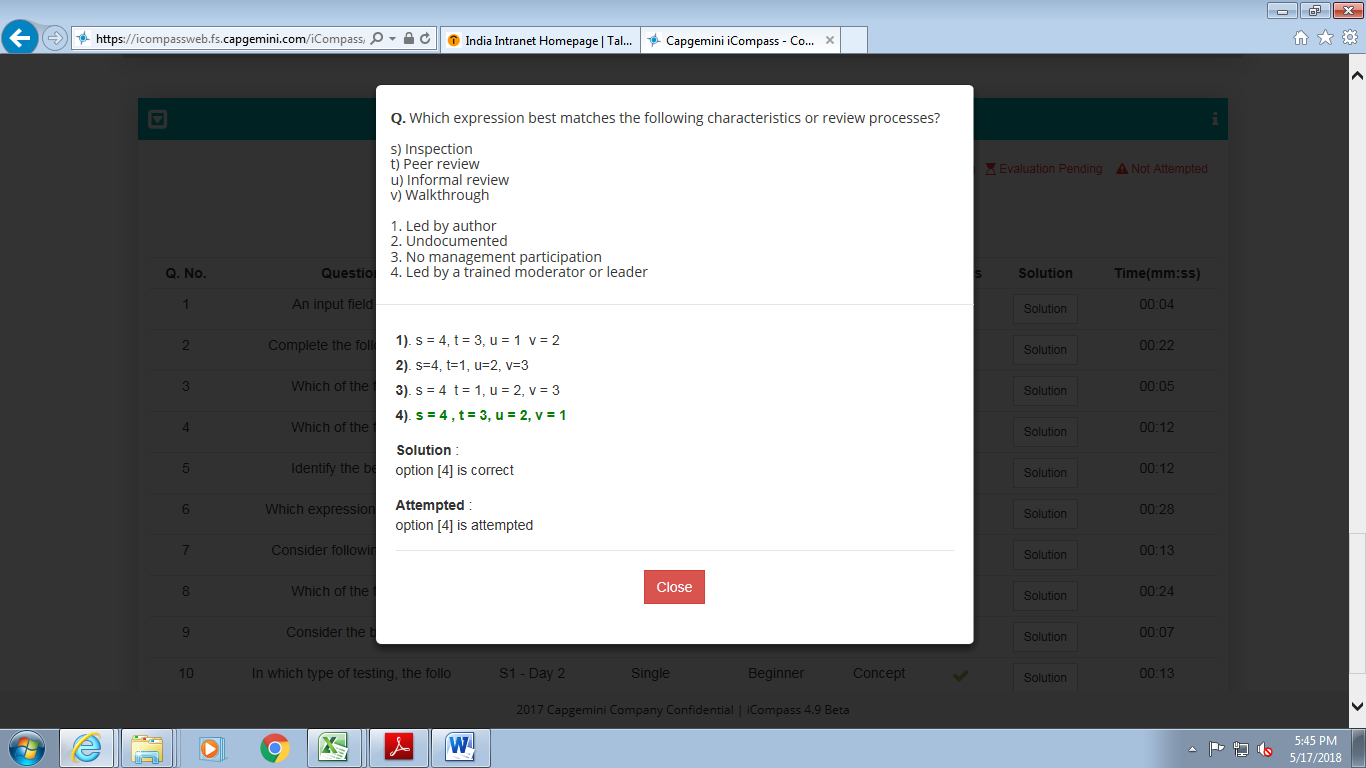 https://icompassweb.fs.capgemini.com/iCompass,
India Intranet Homepage | Tal...
Capgemini iCompass - Co...
Evaluation Pending
Not Attempted
Q. No.
Questio
s
Solution
Time(mm:ss)
1
An input field
Solution
00:04
2
Complete the foll
Solution
00:22
3
Which of the
Solution
00:05
4
Which of the
Solution
00:12
5
Identify the be
Solution
00:12
6
Which expression
Solution
00:28
7
Consider followin
Solution
00:13
8
Which of the
Solution
00:24
9
Consider the b
Solution
00:07
10
In which type of testing, the follo
S1 - Day 2
Single
Beginner
Concept
Solution
00:13
Q. Which expression best matches the following characteristics or review processes?
s) Inspection
t) Peer review
u) Informal review
v) Walkthrough
1. Led by author
2. Undocumented
3. No management participation
4. Led by a trained moderator or leader
1). s = 4, t = 3, u = 1 v = 2
2). s=4, t=1, u=2, v=3
3). s = 4 t = 1, u = 2, v = 3
4). s = 4 , t = 3, u = 2, v = 1
Solution :
option [4] is correct
Attempted :
option [4] is attempted
Close
2017 Capgemini Company Confidential | iCompass 4.9 Beta
5:45 PM
5/17/2018